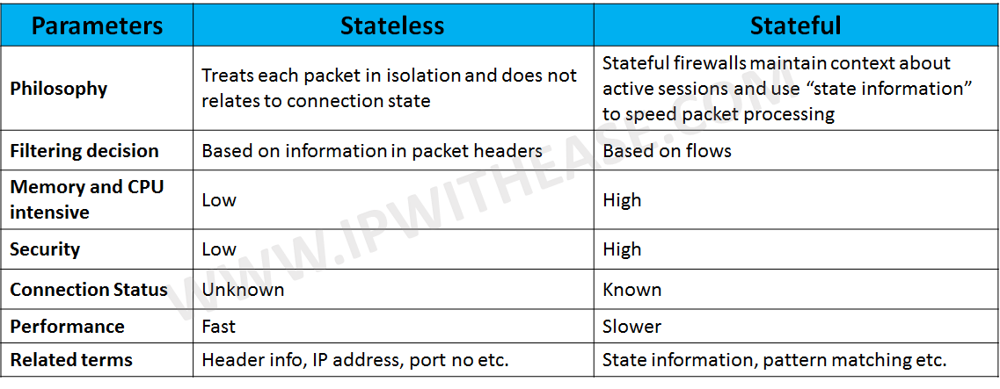 Parameters Stateless Stateful
Philosophy
Treats each packet in isolation and does not
relates to connection state
Stateful firewalls maintain context about
active sessions and use “state information”
to speed packet processing
Filtering decision Based on information in packet headers Based on flows
Memory and CPU
intensive
Low High
Security Low High
Connection Status Unknown Known
Performance Fast Slower
Related terms Header info, IP address, port no etc. State information, pattern matching etc.
WWW.IPWITHEASE.COM